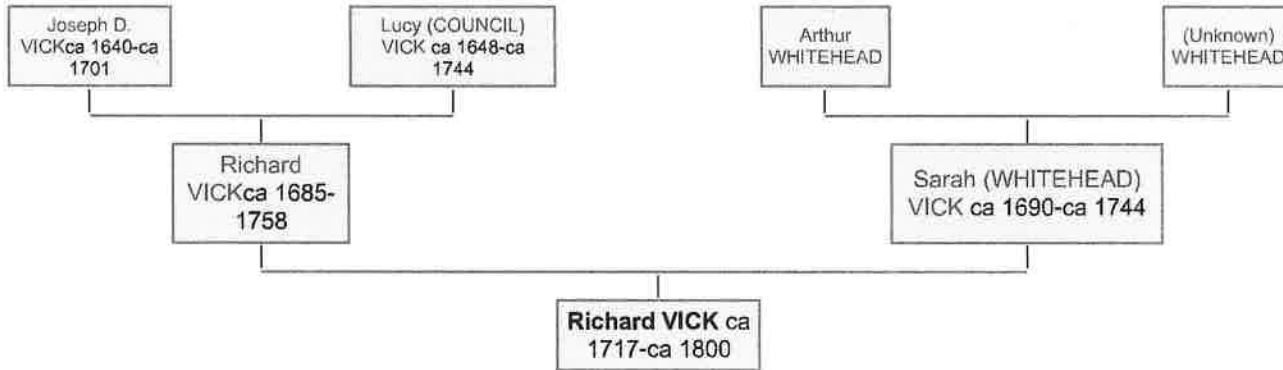 Joseph D.
VICKca 1640-ca
1701
Lucy (COUNCIL)
VICK ca 1648-ca
1744
Arthur
WHITEHEAD
(Unknown)
WHITEHEAD
Richard
VICKca 1685-
1758
Sarah (WHITEHEAD)
VICK ca 1690-ca 1744
Richard VICK ca
1717-ca 1800